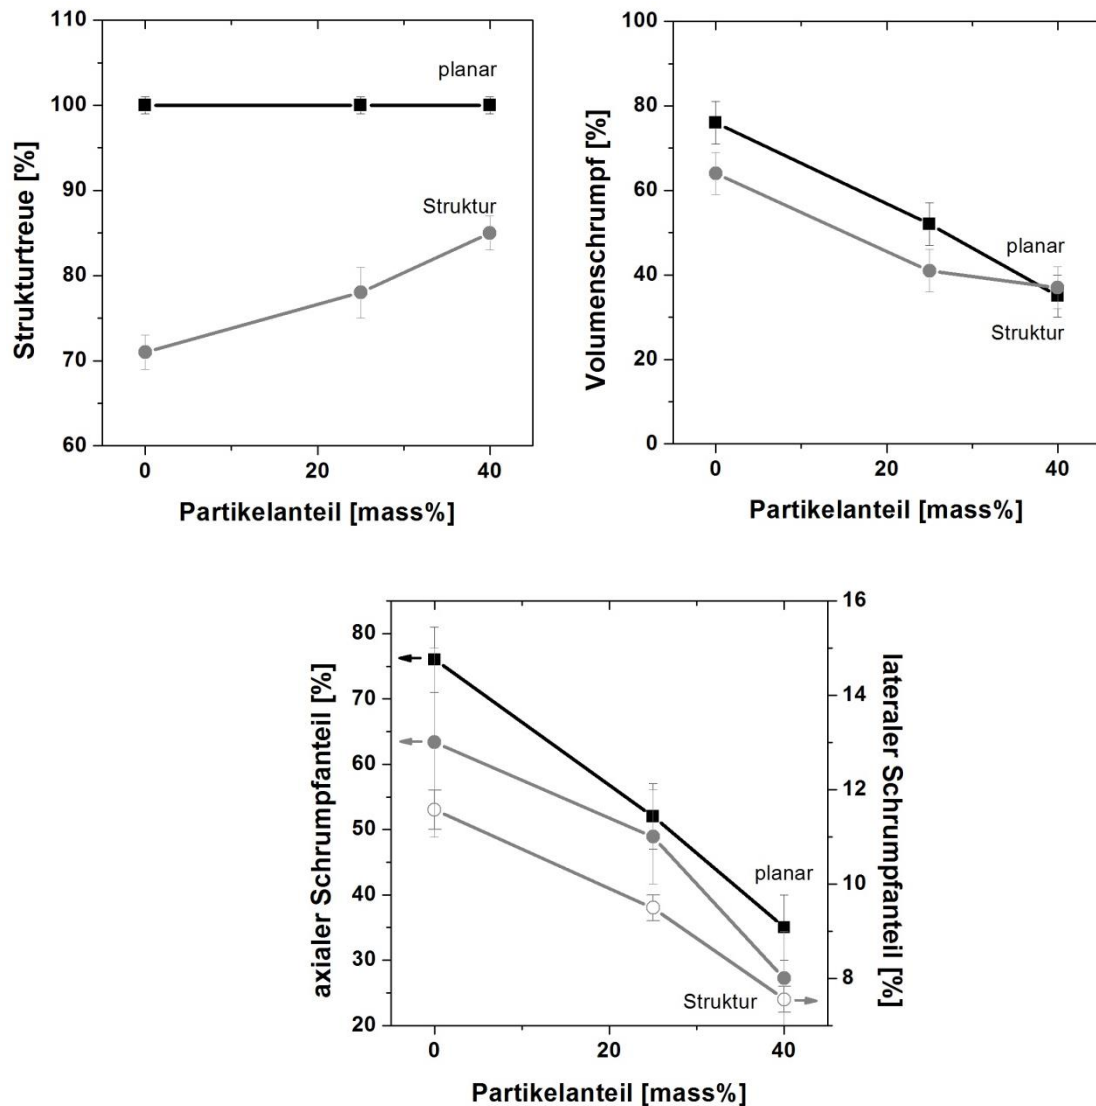 110
100
90
80
70
60
Strukturtreue [%]
planar
Struktur
0
20
40
Partikelanteil [mass%]
100
80
60
40
20
0
Volumenschrumpf [%]
planar
Struktur
0
20
40
Partikelanteil [mass%]
80
70
60
50
40
30
20
axialer Schrumpfanteil [%]
planar
Struktur
16
14
12
10
8
lateraler Schrumpfanteil [%]
0
20
40
Partikelanteil [mass%]